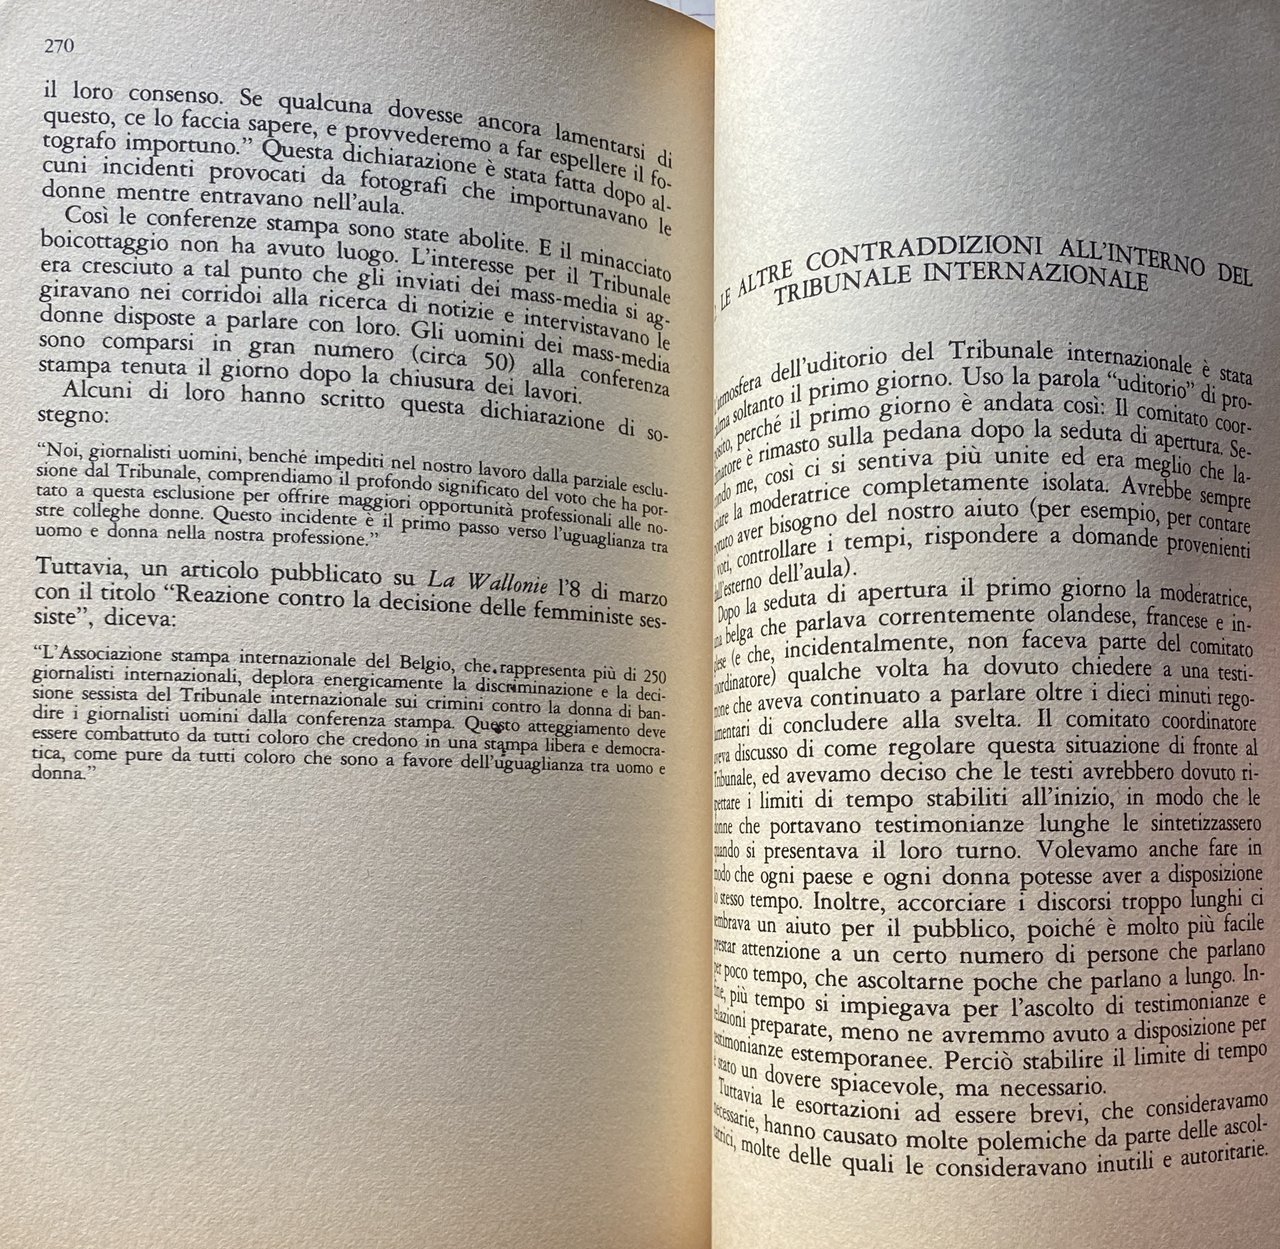 270
il loro consenso. Se qualcuna dovesse ancora lamentarsi di
questo, ce lo faccia sapere, e provvederemo a far espellere il fo-
tografo importuno.” Questa dichiarazione è stata fatta dopo al-
cuni incidenti provocati da fotografi che importunavano le
donne mentre entravano nell’aula.
Così le conferenze stampa sono state abolite. E il minacciato
boicottaggio non ha avuto luogo. L’interesse per il Tribunale
era cresciuto a tal punto che gli inviati dei mass-media si ag-
giravano nei corridoi alla ricerca di notizie e intervistavano le
donne disposte a parlare con loro. Gli uomini dei mass-media
sono comparsi in gran numero (circa 50) alla conferenza
stampa tenuta il giorno dopo la chiusura dei lavori.
Alcuni di loro hanno scritto questa dichiarazione di so-
stegno:
“Noi, giornalisti uomini, benché impediti nel nostro lavoro dalla parziale esclu-
sione dal Tribunale, comprendiamo il profondo significato del voto che ha por-
tato a questa esclusione per offrire maggiori opportunità professionali alle no-
stre colleghe donne. Questo incidente è il primo passo verso l’uguaglianza tra
uomo e donna nella nostra professione.”
Tuttavia, un articolo pubblicato su La Wallonie l’8 di marzo
con il titolo “Reazione contro la decisione delle femministe ses-
siste”, diceva:
“L’Associazione stampa internazionale del Belgio, che rappresenta più di 250
giornalisti internazionali, deplora energicamente la discriminazione e la deci-
sione sessista del Tribunale internazionale sui crimini contro la donna di ban-
dire i giornalisti uomini dalla conferenza stampa. Questo atteggiamento deve
essere combattuto da tutti coloro che credono in una stampa libera e democra-
tica, come pure da tutti coloro che sono a favore dell’uguaglianza tra uomo e
donna.”
LE ALTRE CONTRADDIZIONI ALL’INTERNO DEL
TRIBUNALE INTERNAZIONALE
dell’uditorio del Tribunale internazionale è stata
soltanto il primo giorno. Uso la parola “uditorio” di pro-
perché il primo giorno è andata così: Il comitato coor-
è rimasto sulla pedana dopo la seduta di apertura. Se-
me, così ci si sentiva più unite ed era meglio che la-
la moderatrice completamente isolata. Avrebbe sempre
aver bisogno del nostro aiuto (per esempio, per contare
voti, controllare i tempi, rispondere a domande provenienti
dall’esterno dell’aula).
Dopo la seduta di apertura il primo giorno la moderatrice,
belga che parlava correntemente olandese, francese e in-
(e che, incidentalmente, non faceva parte del comitato
qualche volta ha dovuto chiedere a una testi-
che aveva continuato a parlare oltre i dieci minuti rego-
di concludere alla svelta. Il comitato coordinatore
discusso di come regolare questa situazione di fronte al
Tribunale, ed avevamo deciso che le testi avrebbero dovuto ri-
spettare i limiti di tempo stabiliti all’inizio, in modo che le
donne che portavano testimonianze lunghe le sintetizzassero
quando si presentava il loro turno. Volevamo anche fare in
modo che ogni paese e ogni donna potesse aver a disposizione
lo stesso tempo. Inoltre, accorciare i discorsi troppo lunghi ci
sembrava un aiuto per il pubblico, poiché è molto più facile
prestar attenzione a un certo numero di persone che parlano
per poco tempo, che ascoltarne poche che parlano a lungo. In-
fine, più tempo si impiegava per l’ascolto di testimonianze e
relazioni preparate, meno ne avremmo avuto a disposizione per
testimonianze estemporanee. Perciò stabilire il limite di tempo
è stato un dovere spiacevole, ma necessario.
Tuttavia le esortazioni ad essere brevi, che consideravamo
necessarie, hanno causato molte polemiche da parte delle ascol-
tatrici, molte delle quali le consideravano inutili e autoritarie.